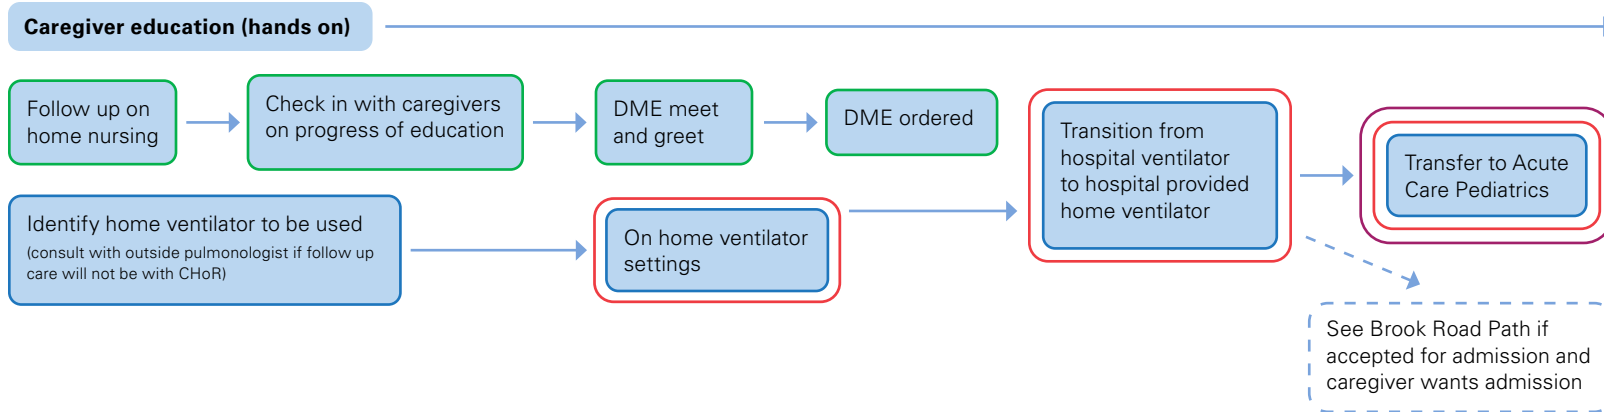 Caregiver education (hands on)
Follow up on
home nursing
Check in with caregivers
on progress of education
DME meet
and greet
DME ordered
Identify home ventilator to be used
(consult with outside pulmonologist if follow up
care will not be with CHoR)
On home ventilator
settings
Transition from
hospital ventilator
to hospital provided
home ventilator
Transfer to Acute
Care Pediatrics
See Brook Road Path if
accepted for admission and
caregiver wants admission